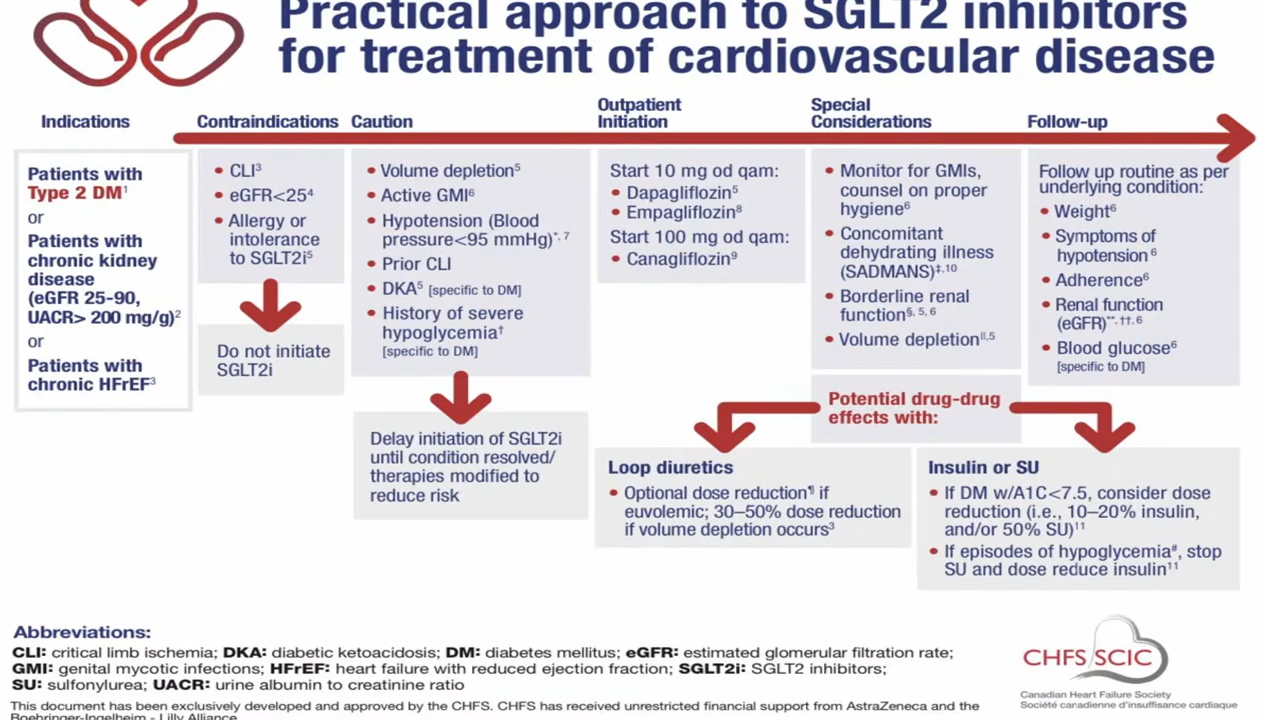 Practical approach to SGLT2 inhibitors
for treatment of cardiovascular disease
Indications
Patients with
Type 2 DM¹
or
Patients with
chronic kidney
disease
(eGFR 25-90,
UACR> 200 mg/g)²
or
Patients with
chronic HFrEF³
Contraindications
• CLI³
• eGFR<25⁴
• Allergy or
intolerance
to SGLT2i⁵
Do not initiate
SGLT2i
Caution
• Volume depletion⁵
• Active GMI⁶
• Hypotension (Blood
pressure<95 mmHg)*,⁷
• Prior CLI
• DKA⁵ [specific to DM]
• History of severe
hypoglycemia†
[specific to DM]
Delay initiation of SGLT2i
until condition resolved/
therapies modified to
reduce risk
Outpatient
Initiation
Start 10 mg od qam:
• Dapagliflozin⁵
• Empagliflozin⁸
Start 100 mg od qam:
• Canagliflozin⁹
Special
Considerations
• Monitor for GMIs,
counsel on proper
hygiene⁶
• Concomitant
dehydrating illness
(SADMANS)‡,¹⁰
• Borderline renal
function§,⁵,⁶
• Volume depletion||,⁵
Follow-up
Follow up routine as per
underlying condition:
• Weight⁶
• Symptoms of
hypotension⁶
• Adherence⁶
• Renal function
(eGFR)**,††,⁶
• Blood glucose⁶
[specific to DM]
Potential drug-drug
effects with:
Loop diuretics
• Optional dose reduction¶ if
euvolemic; 30–50% dose reduction
if volume depletion occurs³
Insulin or SU
• If DM w/A1C<7.5, consider dose
reduction (i.e., 10–20% insulin,
and/or 50% SU)¹¹
• If episodes of hypoglycemia#, stop
SU and dose reduce insulin¹¹
Abbreviations:
CLI: critical limb ischemia; DKA: diabetic ketoacidosis; DM: diabetes mellitus; eGFR: estimated glomerular filtration rate;
GMI: genital mycotic infections; HFrEF: heart failure with reduced ejection fraction; SGLT2i: SGLT2 inhibitors;
SU: sulfonylurea; UACR: urine albumin to creatinine ratio
This document has been exclusively developed and approved by the CHFS. CHFS has received unrestricted financial support from AstraZeneca and the
Boehringer-Ingelheim - Lilly Alliance
CHFS/SCIC
Canadian Heart Failure Society
Société canadienne d'insuffisance cardiaque